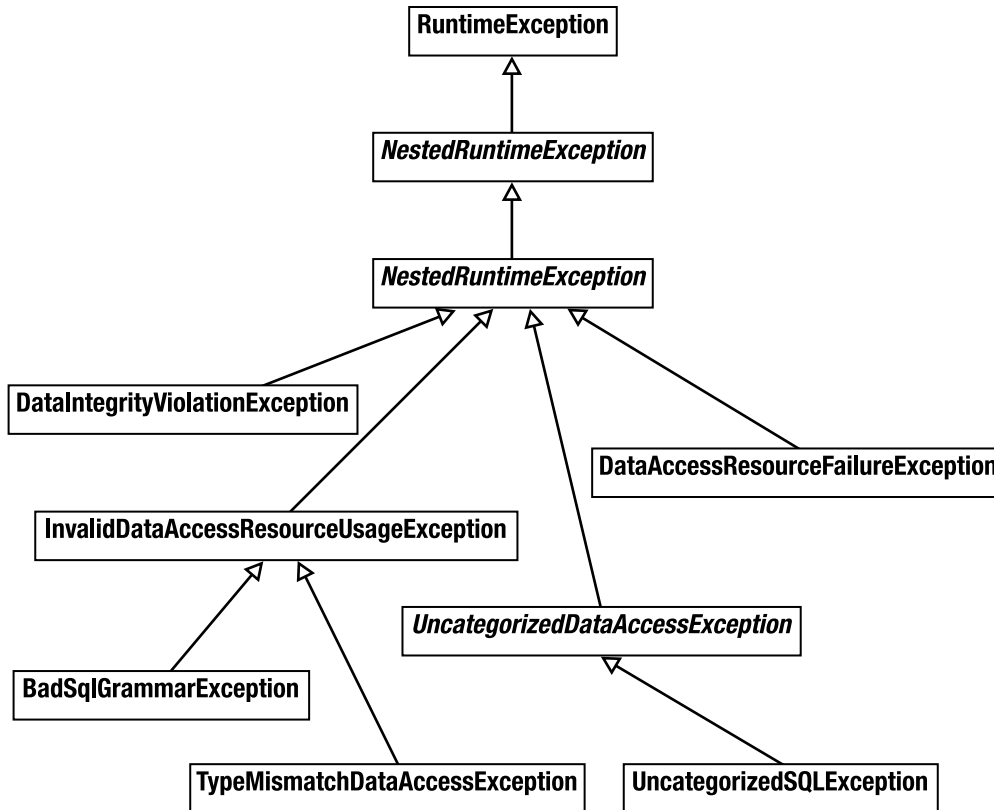 RuntimeException
NestedRuntimeException
NestedRuntimeException
DataIntegrityViolationException
DataAccessResourceFailureException
InvalidDataAccessResourceUsageException
UncategorizedDataAccessException
BadSqlGrammarException
TypeMismatchDataAccessException
UncategorizedSQLException